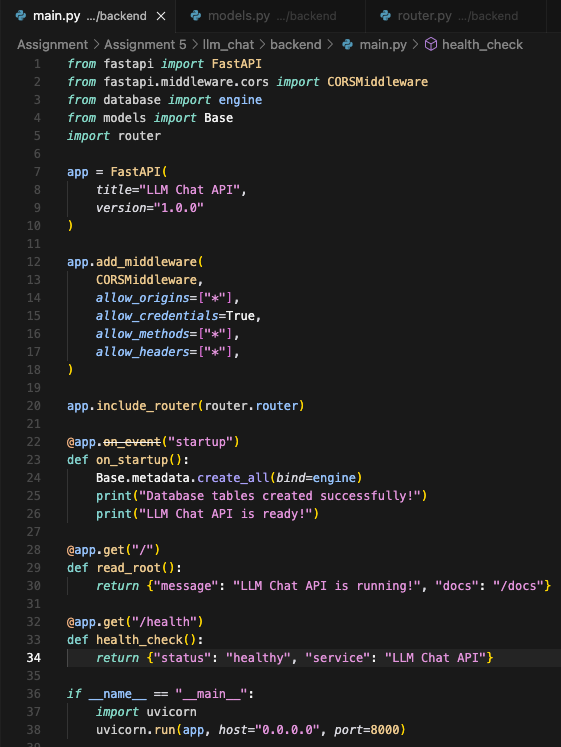 main.py .../backend × models.py .../backend router.py .../backend
Assignment > Assignment 5 > llm_chat > backend > main.py > health_check
1 from fastapi import FastAPI
2 from fastapi.middleware.cors import CORSMiddleware
3 from database import engine
4 from models import Base
5 import router
6
7 app = FastAPI(
8     title="LLM Chat API",
9     version="1.0.0"
10 )
11
12 app.add_middleware(
13     CORSMiddleware,
14     allow_origins=["*"],
15     allow_credentials=True,
16     allow_methods=["*"],
17     allow_headers=["*"],
18 )
19
20 app.include_router(router.router)
21
22 @app.on_event("startup")
23 def on_startup():
24     Base.metadata.create_all(bind=engine)
25     print("Database tables created successfully!")
26     print("LLM Chat API is ready!")
27
28 @app.get("/")
29 def read_root():
30     return {"message": "LLM Chat API is running!", "docs": "/docs"}
31
32 @app.get("/health")
33 def health_check():
34     return {"status": "healthy", "service": "LLM Chat API"}
35
36 if __name__ == "__main__":
37     import uvicorn
38     uvicorn.run(app, host="0.0.0.0", port=8000)